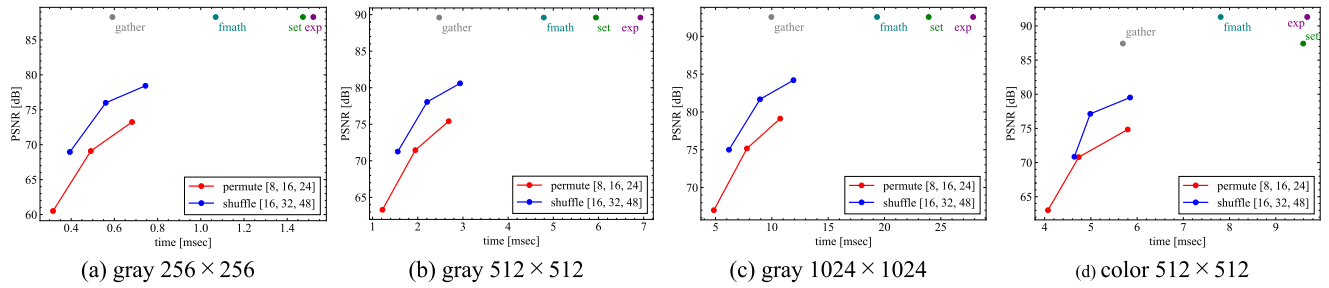 PSNR [dB]
85
80
75
70
65
60
gather
fmath
set
exp
permute [8, 16, 24]
shuffle [16, 32, 48]
0.4
0.6
0.8
1.0
1.2
1.4
time [msec]
(a) gray 256×256
PSNR [dB]
90
85
80
75
70
65
gather
fmath
set
exp
permute [8, 16, 24]
shuffle [16, 32, 48]
1
2
3
4
5
6
7
time [msec]
(b) gray 512×512
PSNR [dB]
90
85
80
75
70
gather
fmath
set
exp
permute [8, 16, 24]
shuffle [16, 32, 48]
5
10
15
20
25
time [msec]
(c) gray 1024×1024
PSNR [dB]
90
85
80
75
70
65
gather
fmath
exp
set
permute [8, 16, 24]
shuffle [16, 32, 48]
4
5
6
7
8
9
time [msec]
(d) color 512×512